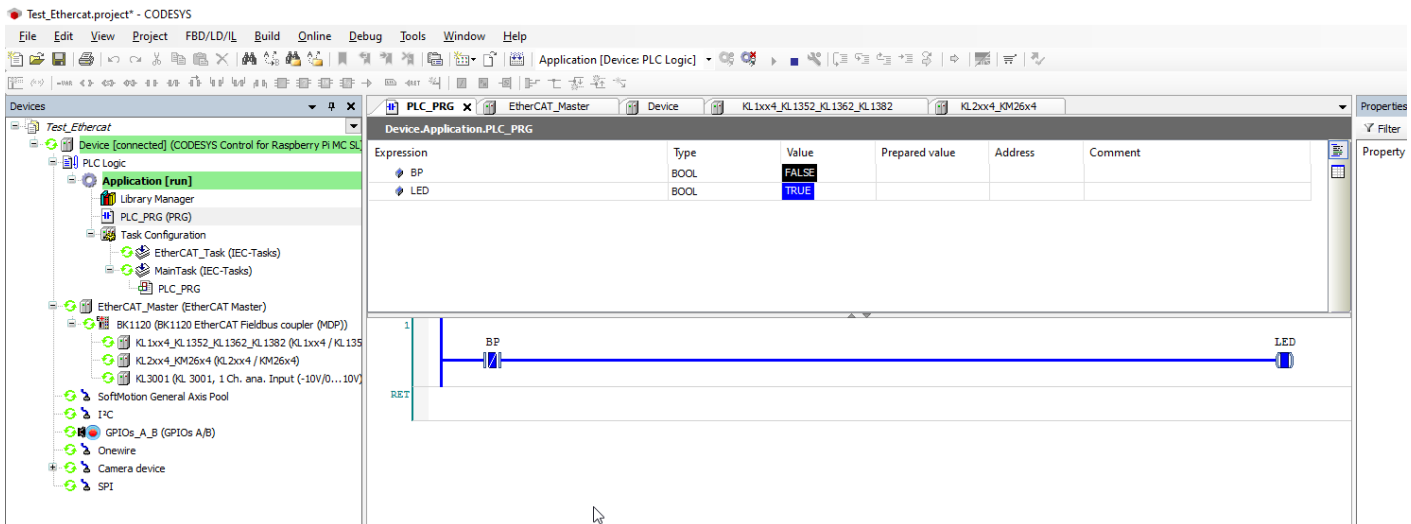 Test_Ethercat.project* - CODESYS
File Edit View Project FBD/LD/IL Build Online Debug Tools Window Help
Application [Device: PLC Logic]
Devices
PLC_PRG EtherCAT_Master Device KL1xx4_KL1352_KL1362_KL1382 KL2xx4_KM26x4
Properties
Test_Ethercat
Device [connected] (CODESYS Control for Raspberry Pi MC SL
PLC Logic
Application [run]
Library Manager
PLC_PRG (PRG)
Task Configuration
EtherCAT_Task (IEC-Tasks)
MainTask (IEC-Tasks)
PLC_PRG
EtherCAT_Master (EtherCAT Master)
BK1120 (BK1120 EtherCAT Fieldbus coupler (MDP))
KL1xx4_KL1352_KL1362_KL1382 (KL1xx4 / KL135
KL2xx4_KM26x4 (KL2xx4 / KM26x4)
KL3001 (KL 3001, 1 Ch. ana. Input (-10V/0...10V)
SoftMotion General Axis Pool
I²C
GPIOs_A_B (GPIOs A/B)
Onewire
Camera device
SPI
Device.Application.PLC_PRG
Expression Type Value Prepared value Address Comment
BP BOOL FALSE
LED BOOL TRUE
1
BP LED
RET
Filter
Property